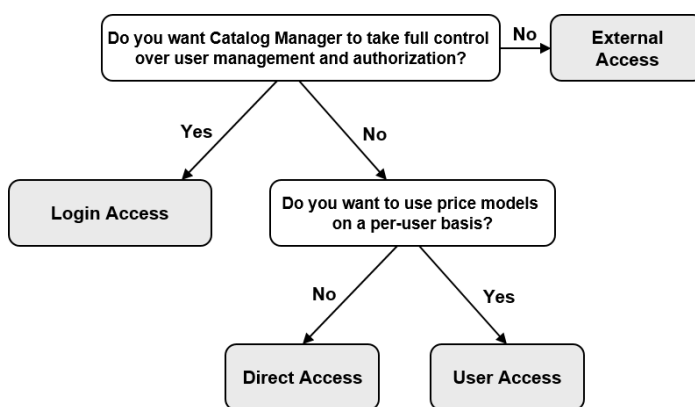 Do you want Catalog Manager to take full control
over user management and authorization?
No
External
Access
Yes
No
Login Access
Do you want to use price models
on a per-user basis?
No
Yes
Direct Access
User Access